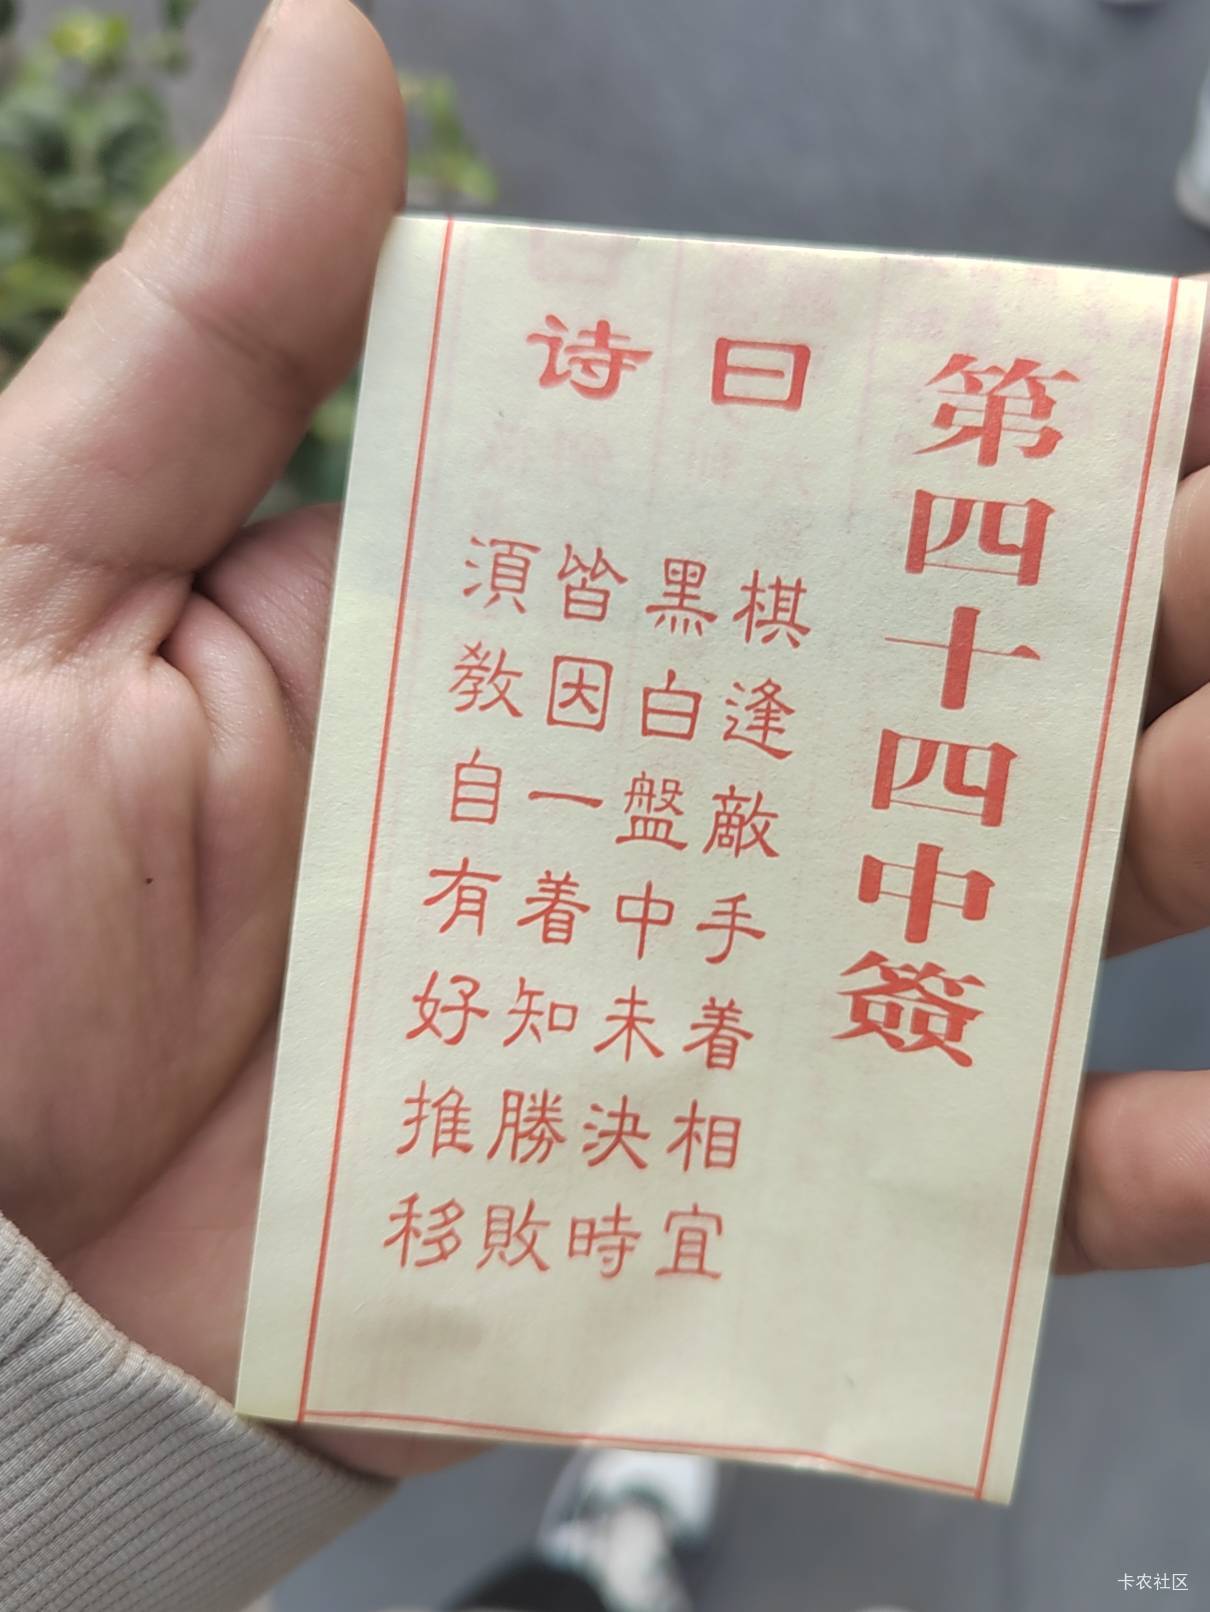 第四十四中簽
诗曰
棋逢敵手着相宜
黑白盤中未決時
皆因一着知勝敗
須教自有好推移
卡农社区